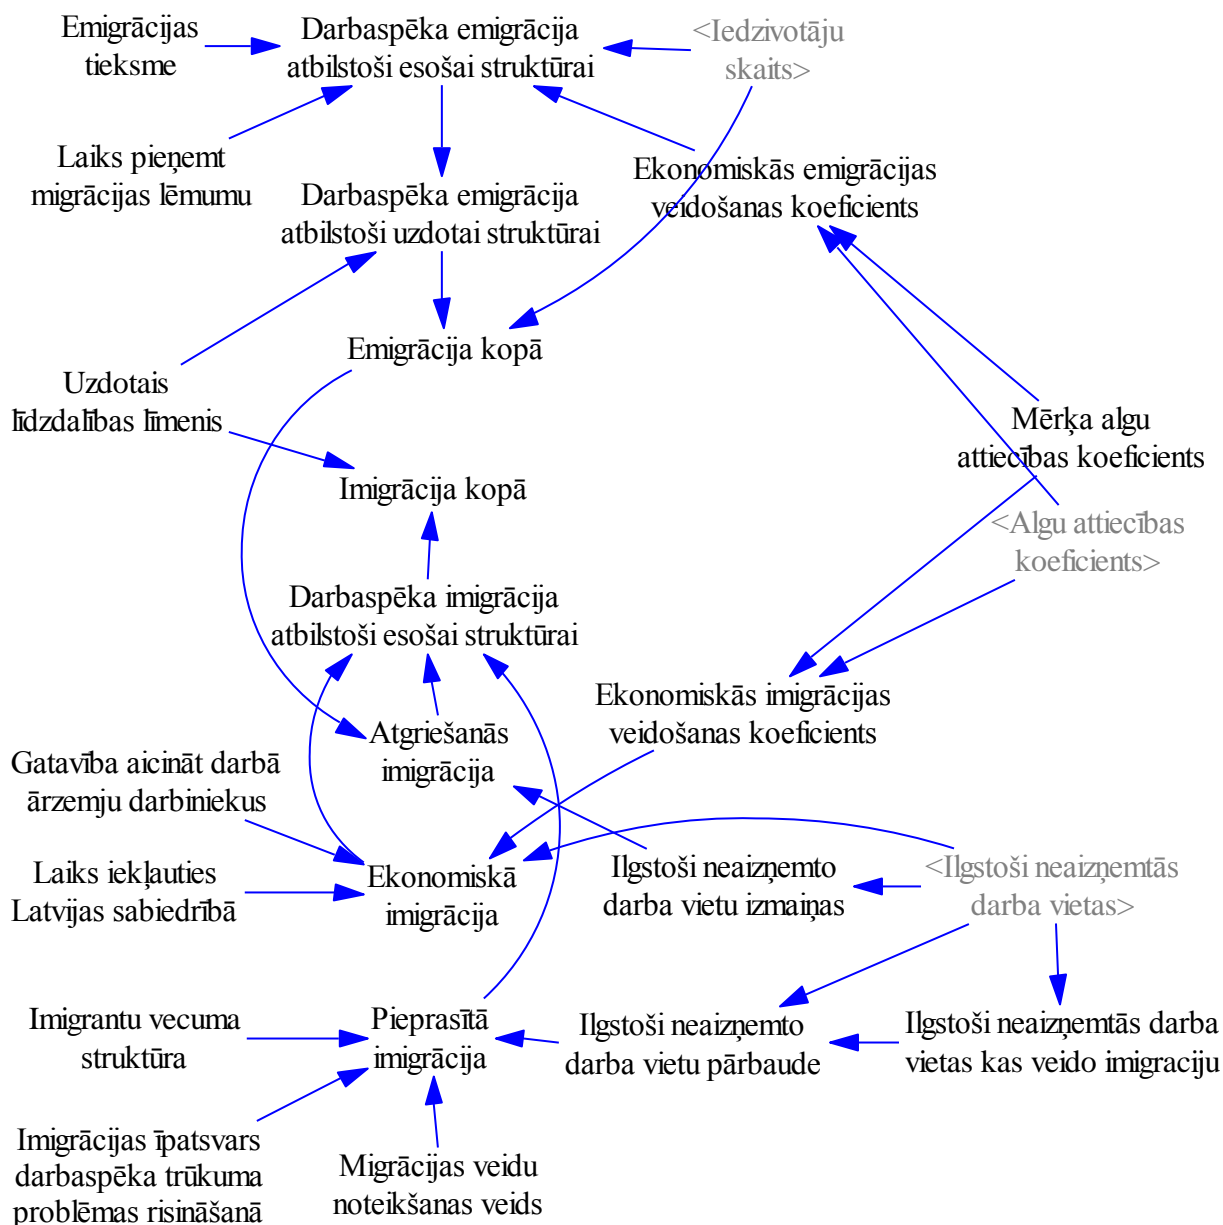 Emigrācijas
tieksme
Darbaspēka emigrācija
atbilstoši esošai struktūrai
<Iedzivotāju
skaits>
Laiks pieņemt
migrācijas lēmumu
Ekonomiskās emigrācijas
veidošanas koeficients
Darbaspēka emigrācija
atbilstoši uzdotai struktūrai
Emigrācija kopā
Uzdotais
līdzdalības līmenis
Mērķa algu
attiecības koeficients
Imigrācija kopā
<Algu attiecības
koeficients>
Darbaspēka imigrācija
atbilstoši esošai struktūrai
Ekonomiskās imigrācijas
veidošanas koeficients
Atgriešanās
imigrācija
Gatavība aicināt darbā
ārzemju darbiniekus
Laiks iekļauties
Latvijas sabiedrībā
Ekonomiskā
imigrācija
Ilgstoši neaizņemto
darba vietu izmaiņas
<Ilgstoši neaizņemtās
darba vietas>
Imigrantu vecuma
struktūra
Pieprasītā
imigrācija
Ilgstoši neaizņemto
darba vietu pārbaude
Ilgstoši neaizņemtās darba
vietas kas veido imigraciju
Imigrācijas īpatsvars
darbaspēka trūkuma
problēmas risināšanā
Migrācijas veidu
noteikšanas veids